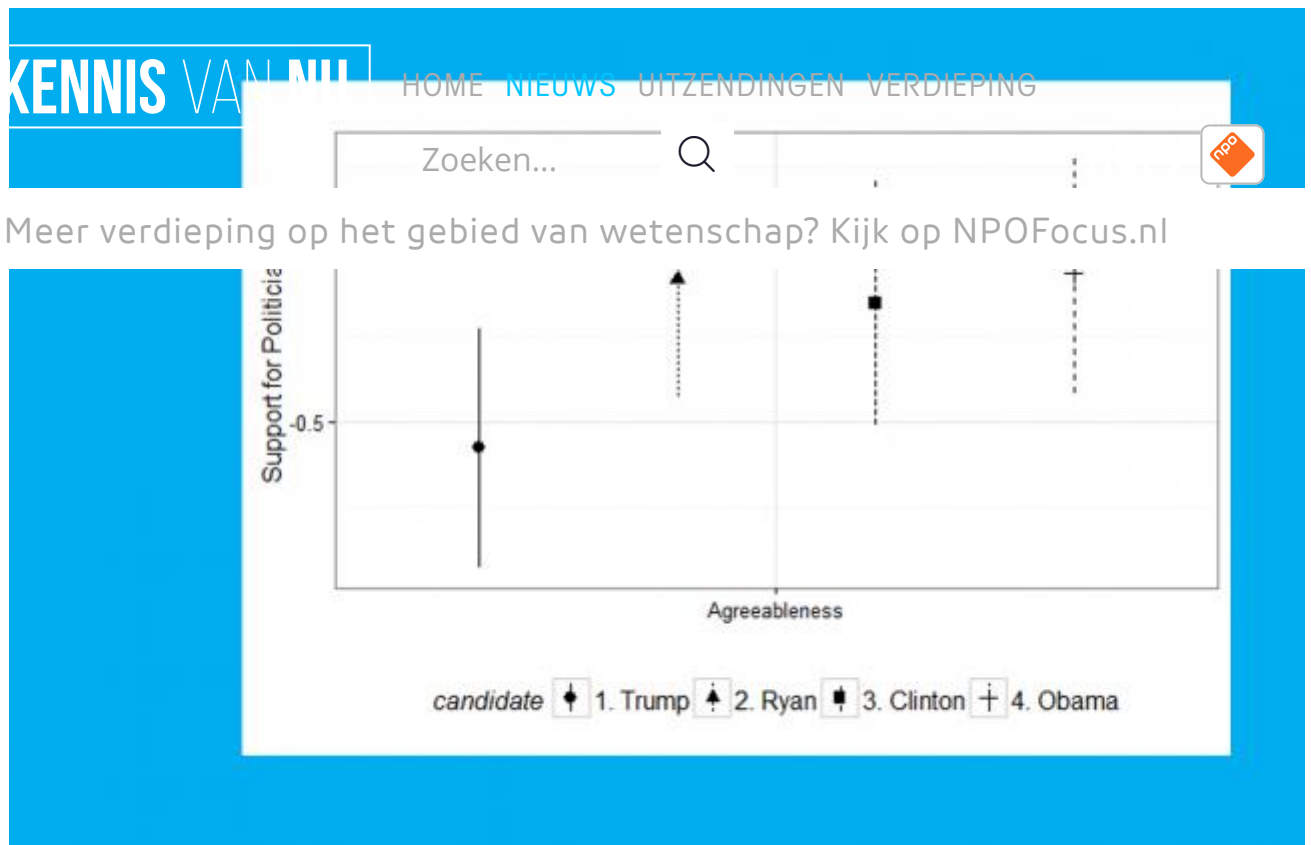 KENNIS VAN NU
HOME NIEUWS UITZENDINGEN VERDIEPING
Zoeken...
npo
Meer verdieping op het gebied van wetenschap? Kijk op NPOFocus.nl
Support for
-0.5
Agreeableness
candidate 1. Trump 2. Ryan 3. Clinton 4. Obama